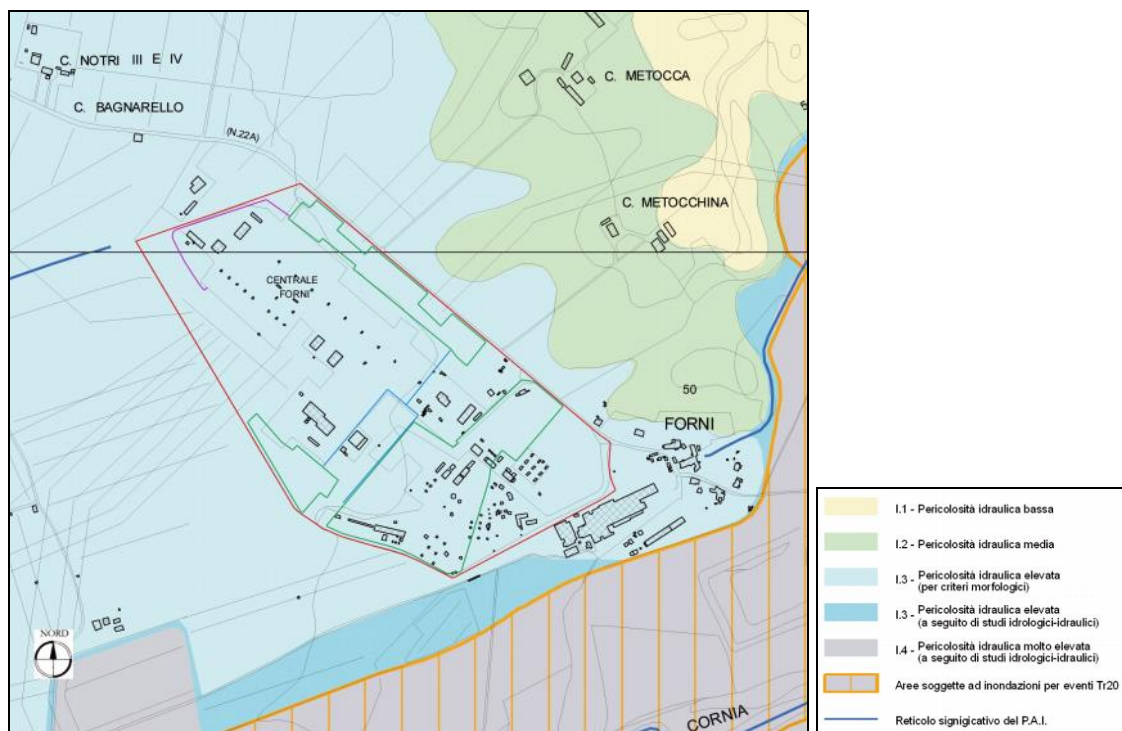 C. NOTRI III E IV
C. BAGNARELLO
(N.22A)
C. METOCCA
C. METOCCHINA
CENTRALE
FORNI
50
FORNI
NORD
CORNIA
I.1 - Pericolosità idraulica bassa
I.2 - Pericolosità idraulica media
I.3 - Pericolosità idraulica elevata
(per criteri morfologici)
I.3 - Pericolosità idraulica elevata
(a seguito di studi idrologici-idraulici)
I.4 - Pericolosità idraulica molto elevata
(a seguito di studi idrologici-idraulici)
Aree soggette ad inondazioni per eventi Tr20
Reticolo signigicativo del P.A.I.